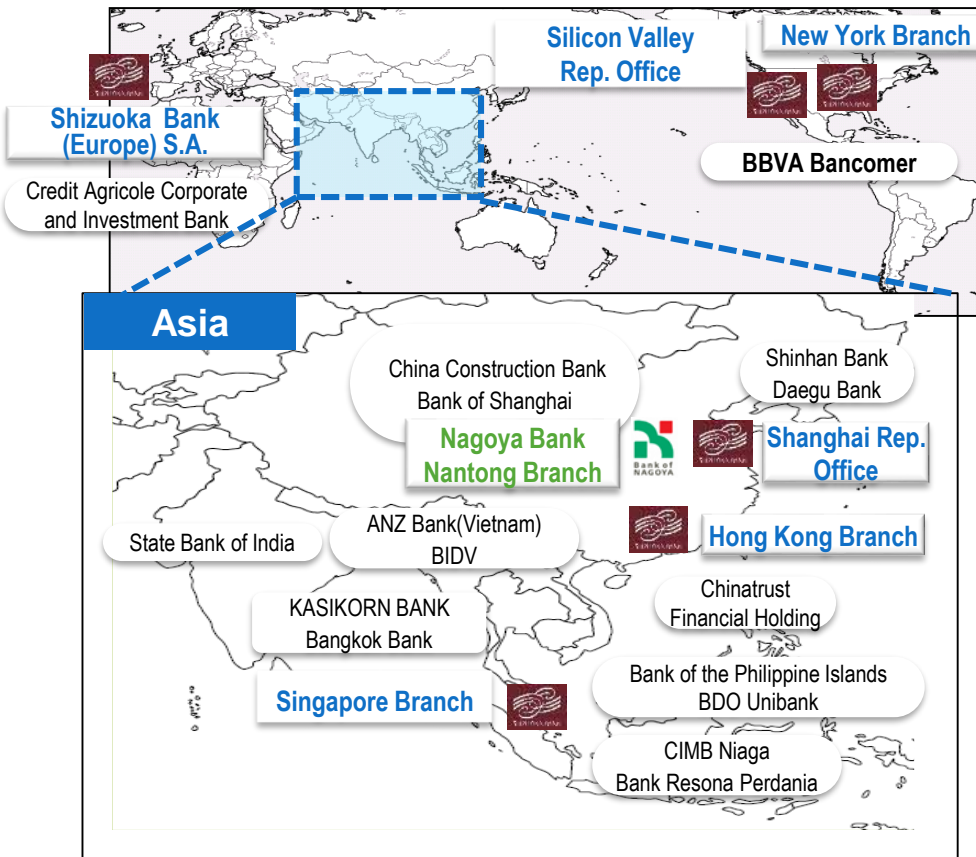 Silicon Valley
Rep. Office
New York Branch
Shizuoka Bank
(Europe) S.A.
BBVA Bancomer
Credit Agricole Corporate
and Investment Bank
Asia
China Construction Bank
Bank of Shanghai
Shinhan Bank
Daegu Bank
Nagoya Bank
Nantong Branch
Bank of
NAGOYA
Shanghai Rep.
Office
State Bank of India
ANZ Bank(Vietnam)
BIDV
Hong Kong Branch
KASIKORN BANK
Bangkok Bank
Chinatrust
Financial Holding
Singapore Branch
Bank of the Philippine Islands
BDO Unibank
CIMB Niaga
Bank Resona Perdania